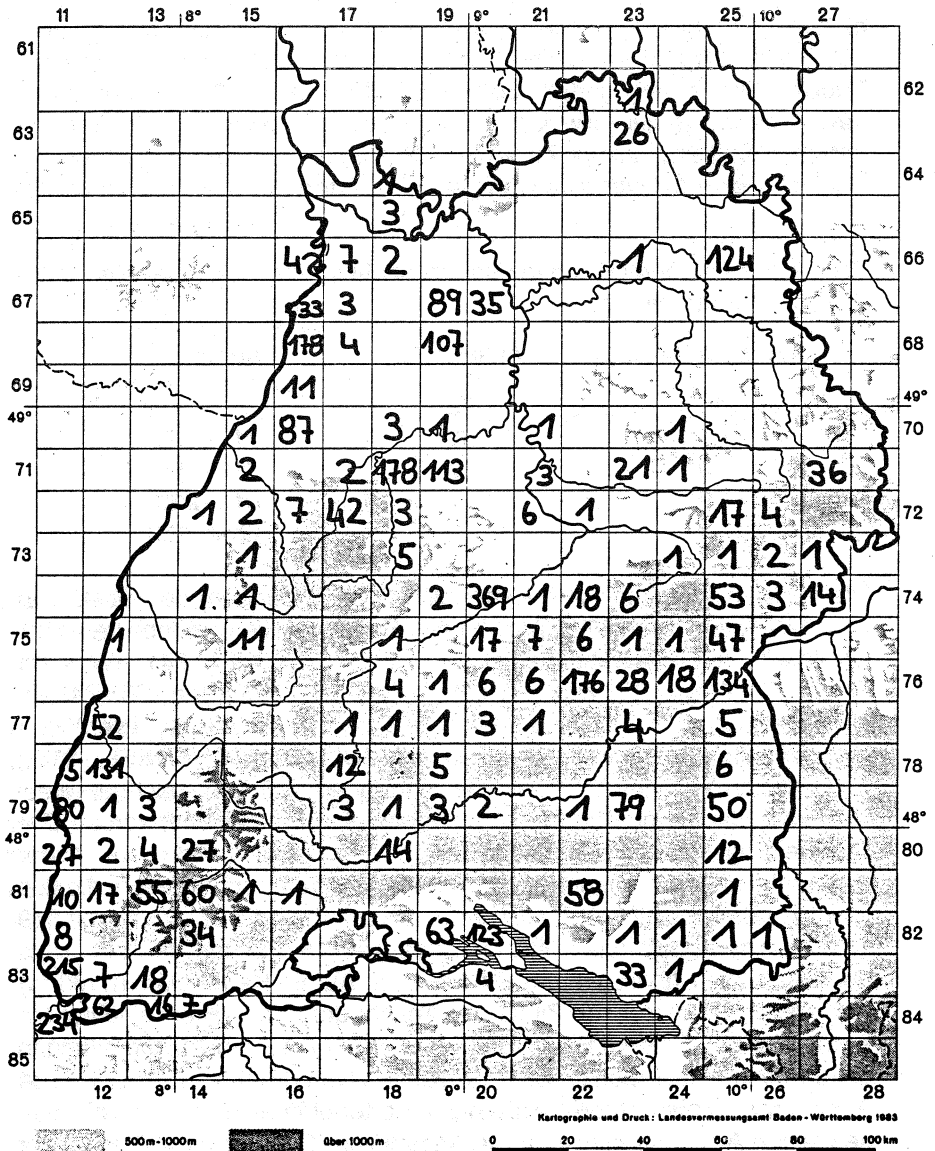 11 13 8° 15 17 19 9° 21 23 25 10° 27
61
62
1
63 26
64
1
65 3
42 7 2 1 124 66
67 33 3 89 35
178 4 107 68
69 11
49° 49°
1 87 3 1 1 1 70
71 2 2 178 113 3 21 1 36
1 2 7 42 3 6 1 17 4 72
73 1 5 1 1 2 1
1. 1 2 369 1 18 6 53 3 14 74
75 1 11 1 17 7 6 1 1 47
4 1 6 6 176 28 18 134 76
77 52 1 1 1 3 1 4 5
5 131 12 5 6 78
79 280 1 3 3 1 3 2 1 79 50
48° 48°
27 2 4 27 14 12 80
81 10 17 55 60 1 1 58 1
8 34 63 123 1 1 1 1 1 82
83 215 7 18 4 33 1
234 362 16 7 84
85
12 8° 14 16 18 9° 20 22 24 10° 26 28
Kartographie und Druck: Landesvermessungsamt Baden-Württemberg 1983
500m-1000m über 1000m 0 20 40 60 80 100 km